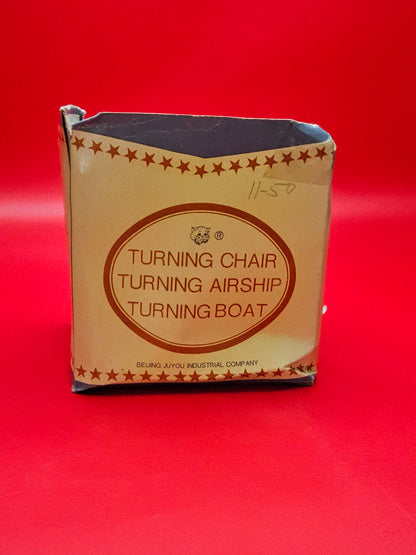 11-50
®
TURNING CHAIR
TURNING AIRSHIP
TURNING BOAT
BEIJING JUYOU INDUSTRIAL COMPANY